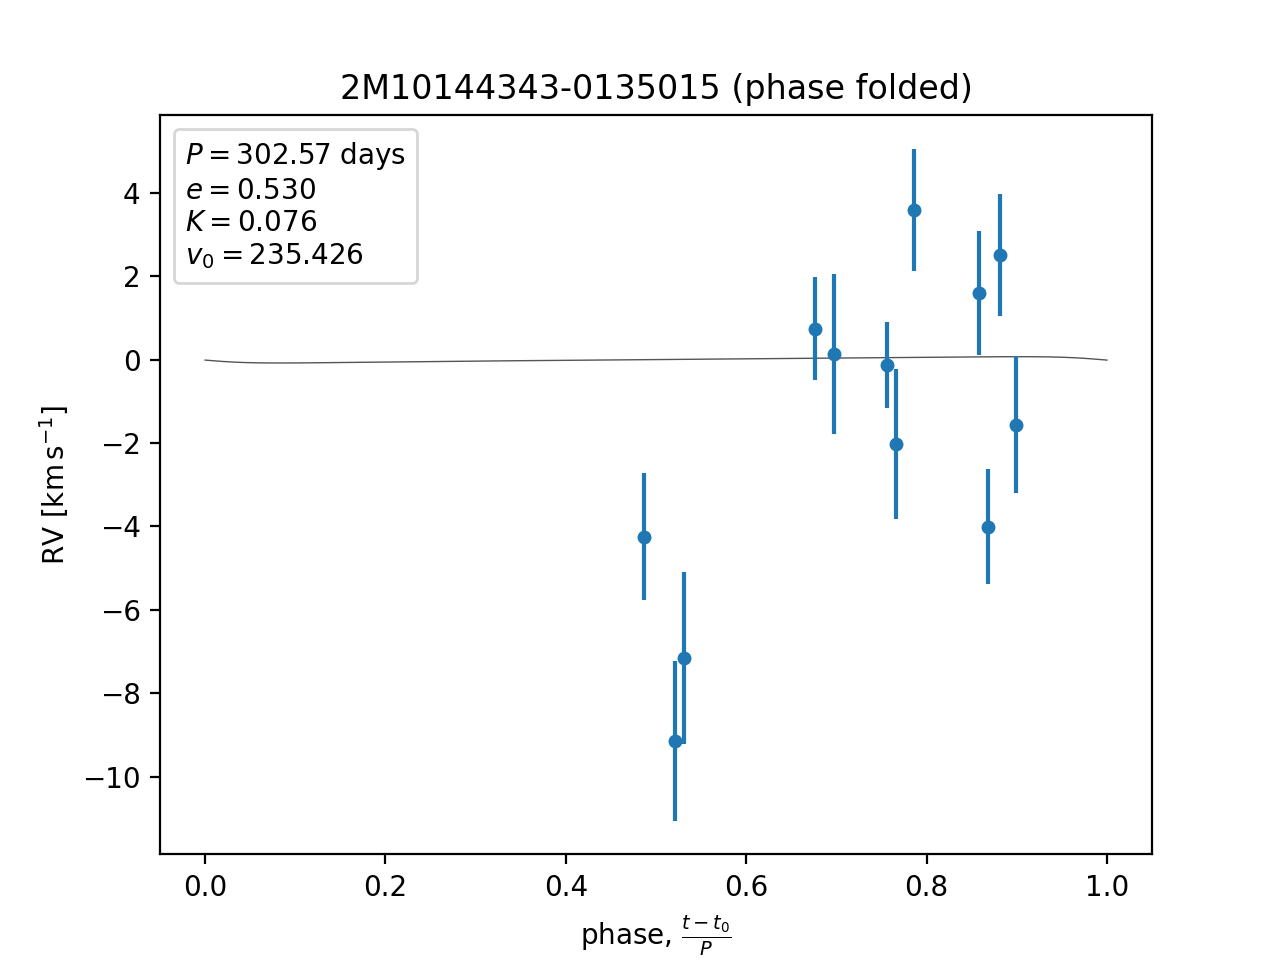 2M10144343-0135015 (phase folded)
P = 302.57 days
e = 0.530
K = 0.076
v₀ = 235.426
4
2
0
−2
−4
−6
−8
−10
RV [km s⁻¹]
0.0 0.2 0.4 0.6 0.8 1.0
phase, (t − t₀)/P